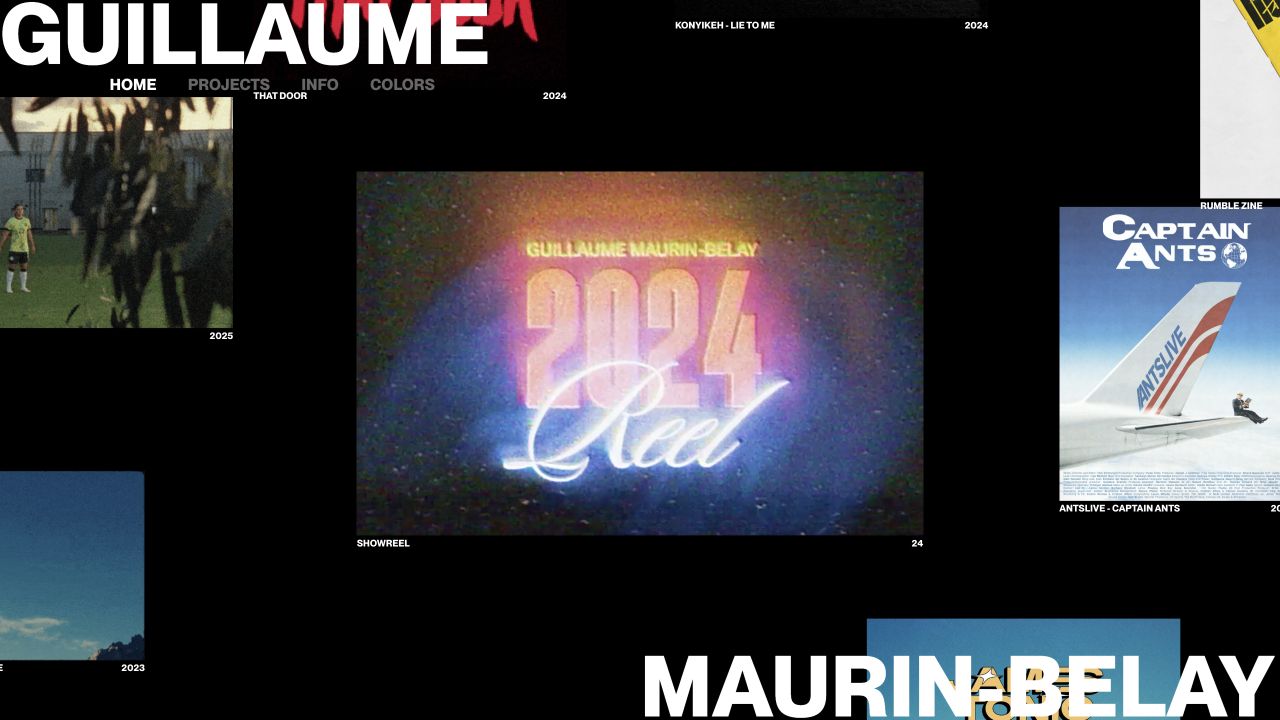 GUILLAUME
HOME PROJECTS INFO COLORS
THAT DOOR 2024
KONYIKEH - LIE TO ME 2024
RUMBLE ZINE
2025
GUILLAUME MAURIN-BELAY
2024
Reel
SHOWREEL 24
CAPTAIN
ANTS
ANTSLIVE
ANTSLIVE - CAPTAIN ANTS
2023
MAURIN-BELAY